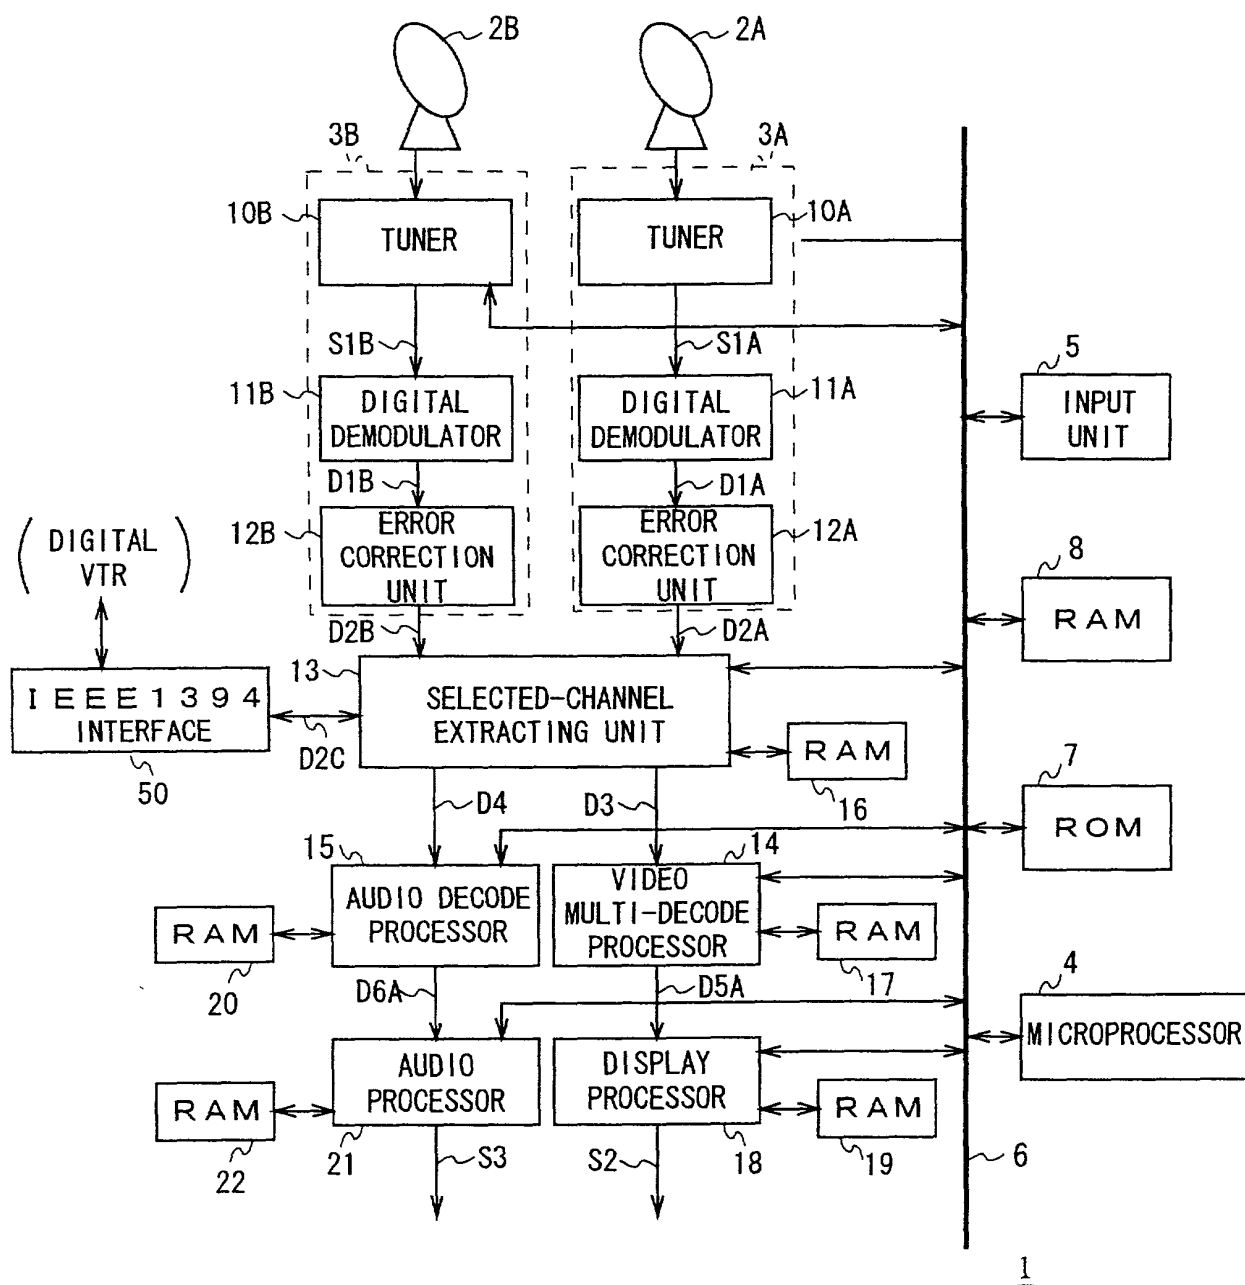 2B
2A
3B
3A
10B
TUNER
TUNER
10A
S1B
S1A
5
INPUT
UNIT
11B
DIGITAL
DEMODULATOR
DIGITAL
DEMODULATOR
11A
D1B
D1A
12B
ERROR
CORRECTION
UNIT
ERROR
CORRECTION
UNIT
12A
( DIGITAL
VTR )
8
RAM
D2B
D2A
13
SELECTED-CHANNEL
EXTRACTING UNIT
IEEE1394
INTERFACE
D2C
50
RAM
16
7
ROM
D4
D3
15
AUDIO DECODE
PROCESSOR
14
VIDEO
MULTI-DECODE
PROCESSOR
RAM
20
RAM
17
D6A
D5A
4
MICROPROCESSOR
AUDIO
PROCESSOR
DISPLAY
PROCESSOR
RAM
22
21
S3
S2
18
RAM
19
6
1